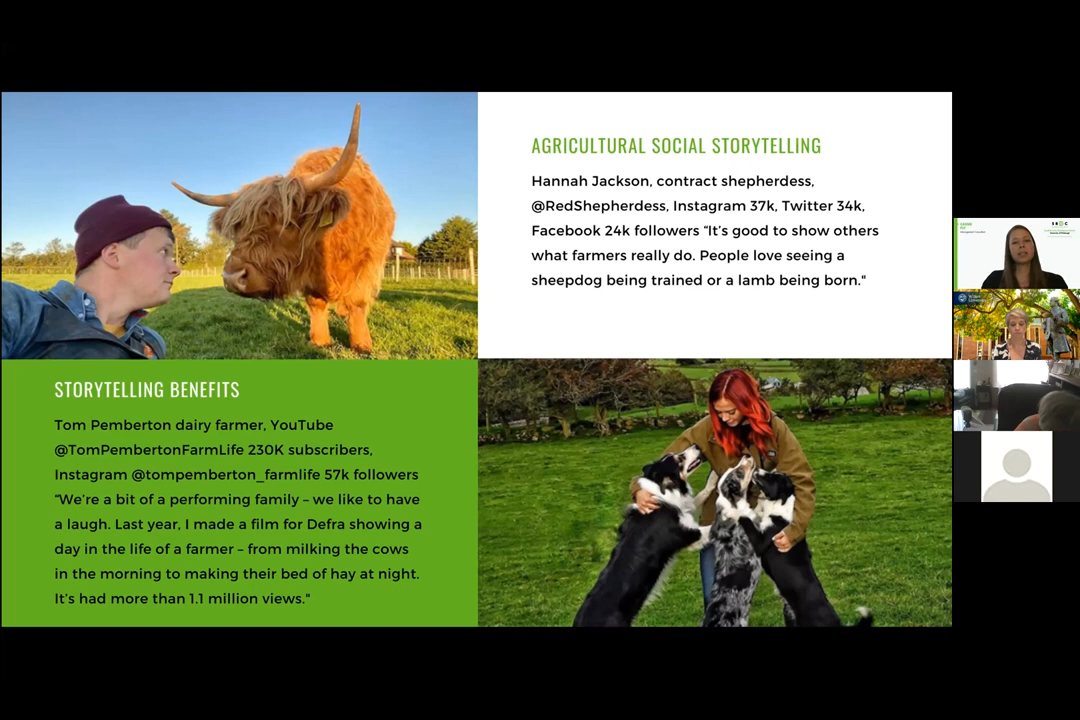 AGRICULTURAL SOCIAL STORYTELLING
Hannah Jackson, contract shepherdess,
@RedShepherdess, Instagram 37k, Twitter 34k,
Facebook 24k followers “It’s good to show others
what farmers really do. People love seeing a
sheepdog being trained or a lamb being born."
STORYTELLING BENEFITS
Tom Pemberton dairy farmer, YouTube
@TomPembertonFarmLife 230K subscribers,
Instagram @tompemberton_farmlife 57k followers
“We’re a bit of a performing family – we like to have
a laugh. Last year, I made a film for Defra showing a
day in the life of a farmer – from milking the cows
in the morning to making their bed of hay at night.
It’s had more than 1.1 million views."